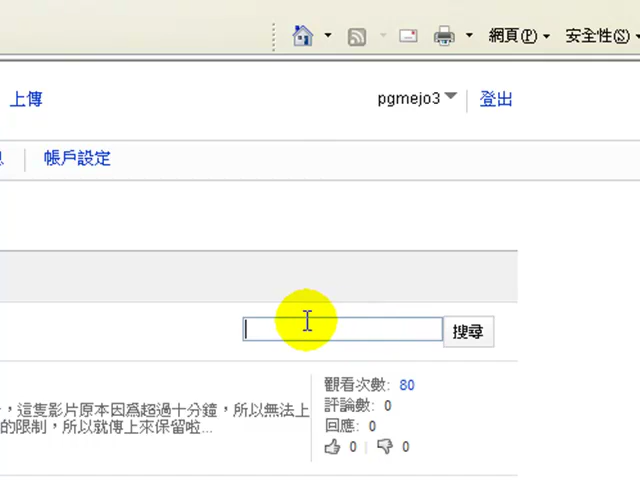 網頁(P) 安全性(S)
上傳 pgmejo3 登出
帳戶設定
搜尋
觀看次數: 80
，這隻影片原本因為超過十分鐘，所以無法上 評論數: 0
的限制，所以就傳上來保留啦... 回應: 0
0 0